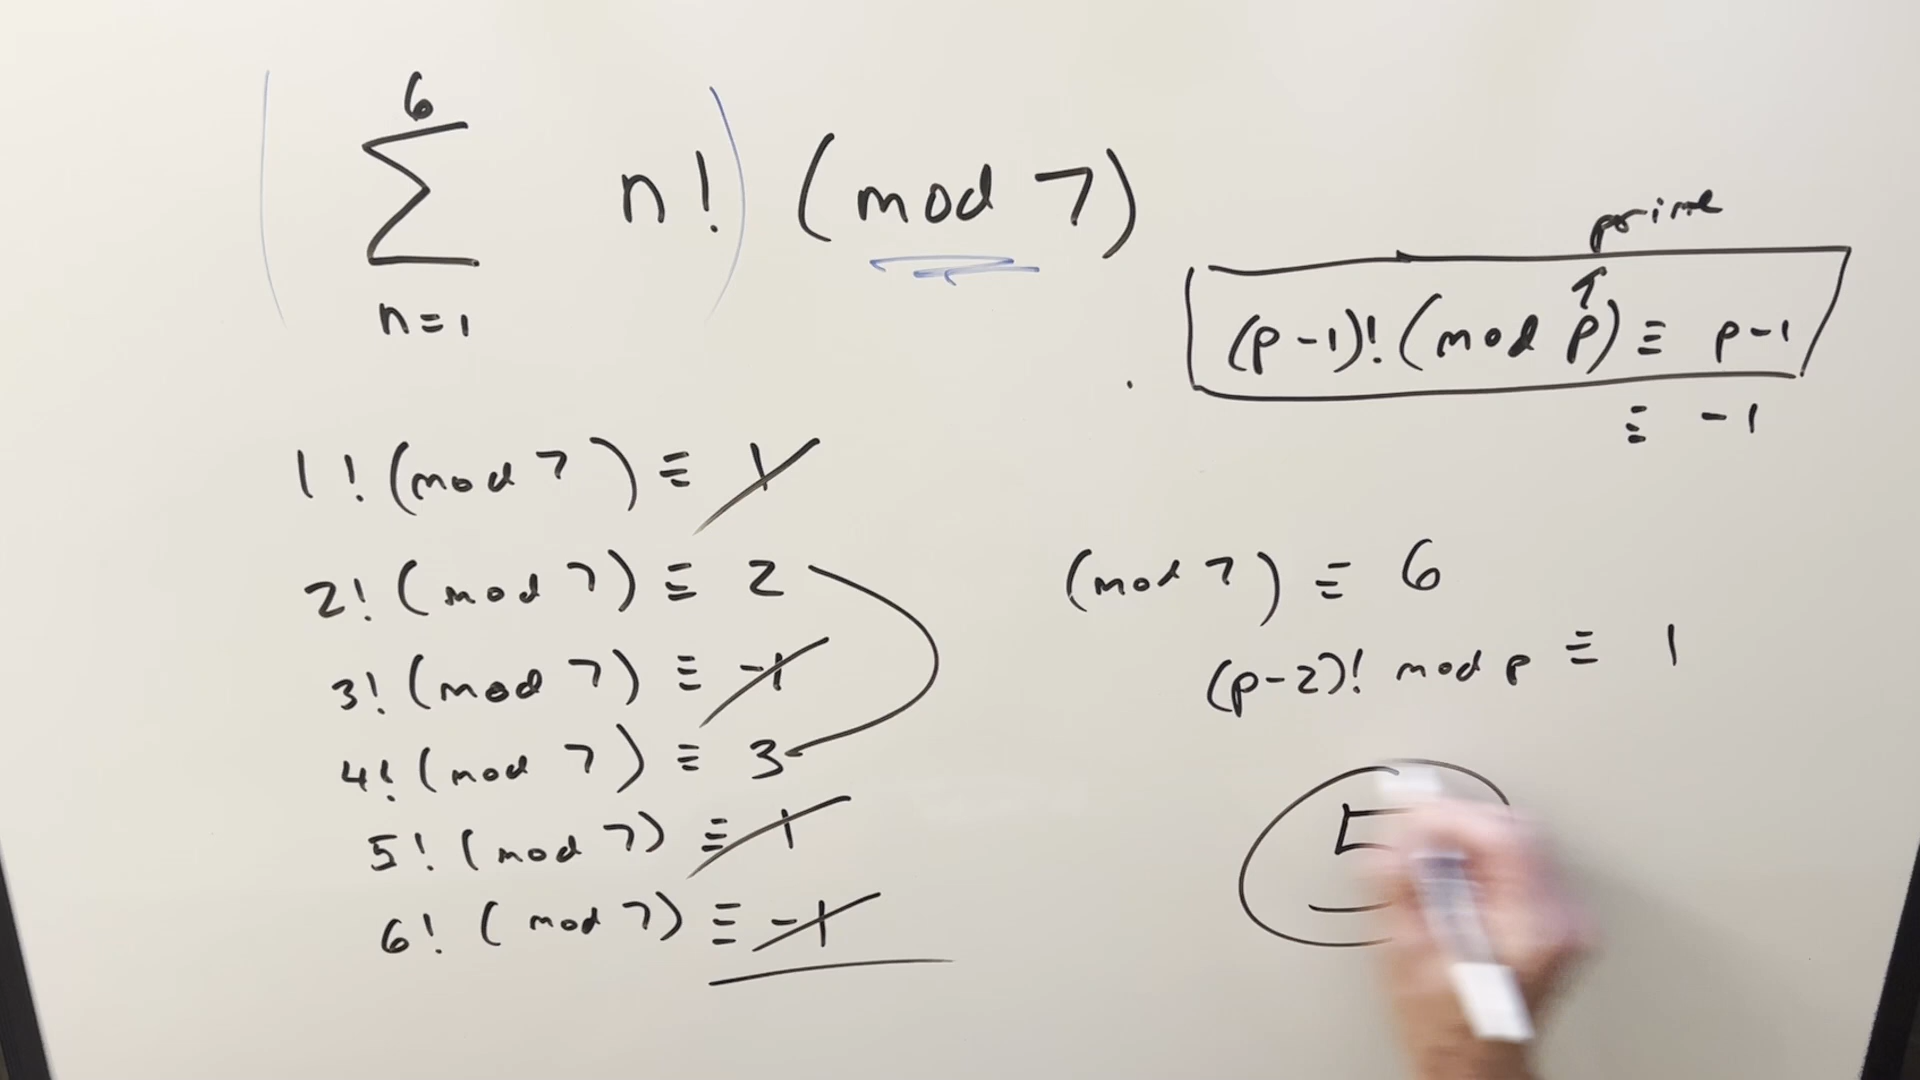 6
( ∑ n! ) (mod 7)
n=1
prime
↑
(p-1)! (mod p) ≡ p-1
≡ -1
1! (mod 7) ≡ 1
2! (mod 7) ≡ 2
3! (mod 7) ≡ -1
4! (mod 7) ≡ 3
5! (mod 7) ≡ 1
6! (mod 7) ≡ -1
(mod 7) ≡ 6
(p-2)! mod p ≡ 1
5